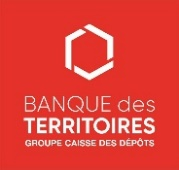 BANQUE des
TERRITOIRES
GROUPE CAISSE DES DÉPÔTS